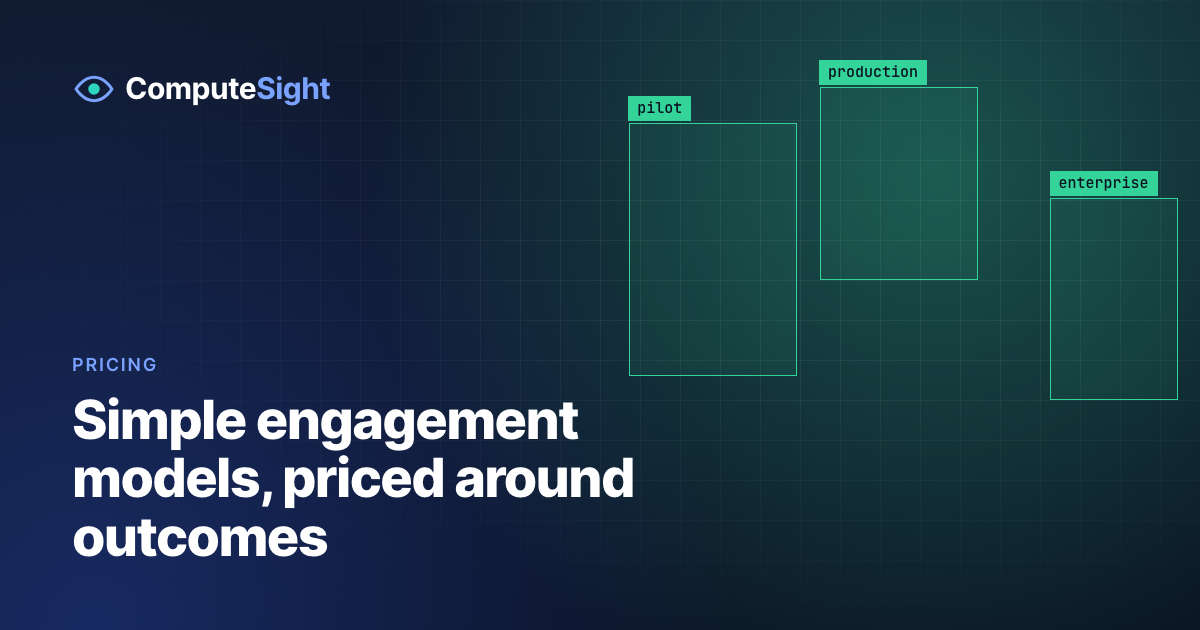 ComputeSight
pilot
production
enterprise
PRICING
Simple engagement
models, priced around
outcomes